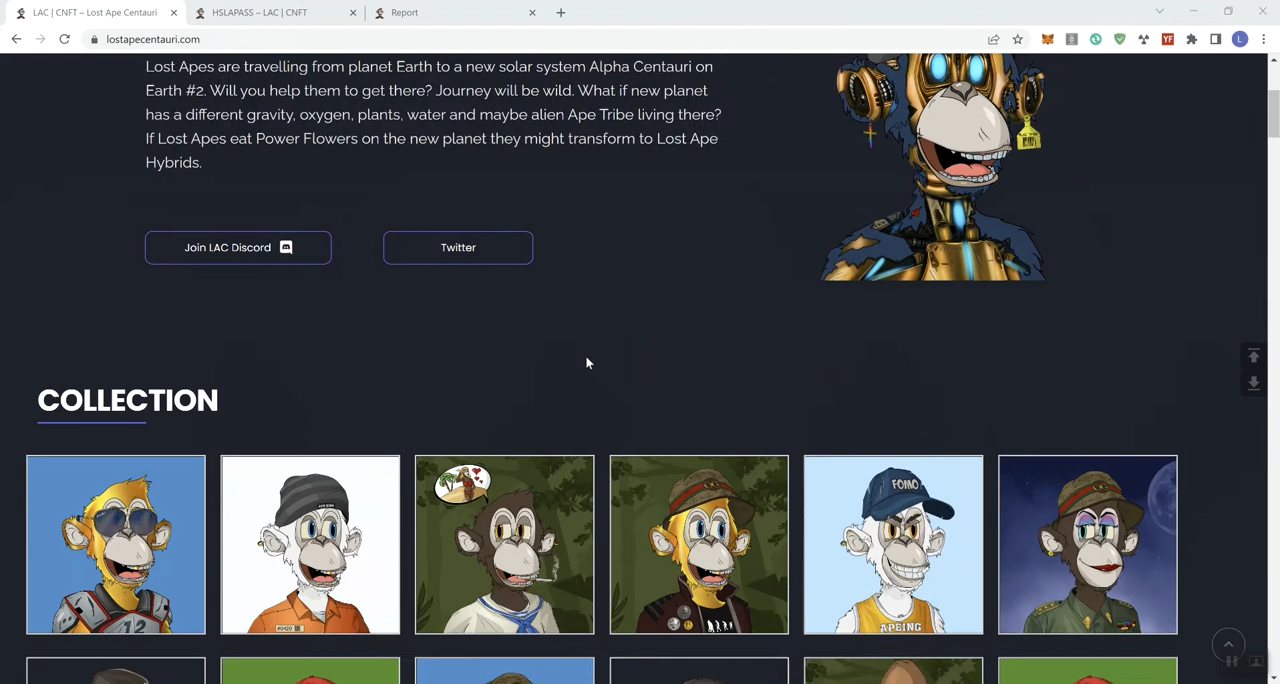 LAC | CNFT – Lost Ape Centauri
HSLAPASS – LAC | CNFT
Report
lostapecentauri.com
YF
L
Lost Apes are travelling from planet Earth to a new solar system Alpha Centauri on
Earth #2. Will you help them to get there? Journey will be wild. What if new planet
has a different gravity, oxygen, plants, water and maybe alien Ape Tribe living there?
If Lost Apes eat Power Flowers on the new planet they might transform to Lost Ape
Hybrids.
Join LAC Discord
Twitter
COLLECTION
12
#0420
FOMO
APEING